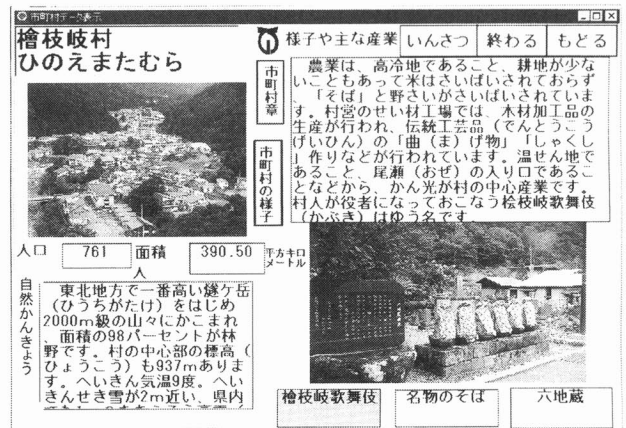 市町村データ表示
檜枝岐村
ひのえまたむら
様子や主な産業
いんさつ
終わる
もどる
市町村章
市町村の様子
農業は、高冷地であること、耕地が少な
いこともあって米はさいばいされておらず
、「そば」と野さいがさいばいされていま
す。村営のせい材工場では、木材加工品の
生産が行われ、伝統工芸品（でんとうこう
げいひん）の「曲（ま）げ物」「しゃくし
」作りなどが行われています。温せん地で
あること、尾瀬（おぜ）の入り口であるこ
となどから、かん光が村の中心産業です。
村人が役者になっておこなう桧枝岐歌舞伎
（かぶき）はゆう名です。
人口
761
人
面積
390.50
平方キロ
メートル
自然かんきょう
東北地方で一番高い燧ケ岳
（ひうちがたけ）をはじめ
2000m級の山々にかこまれ
面積の98パーセントが林
野です。村の中心部の標高（
ひょうこう）も937mありま
す。へいきん気温9度。へい
きんせき雪が2m近い、県内
檜枝岐歌舞伎
名物のそば
六地蔵